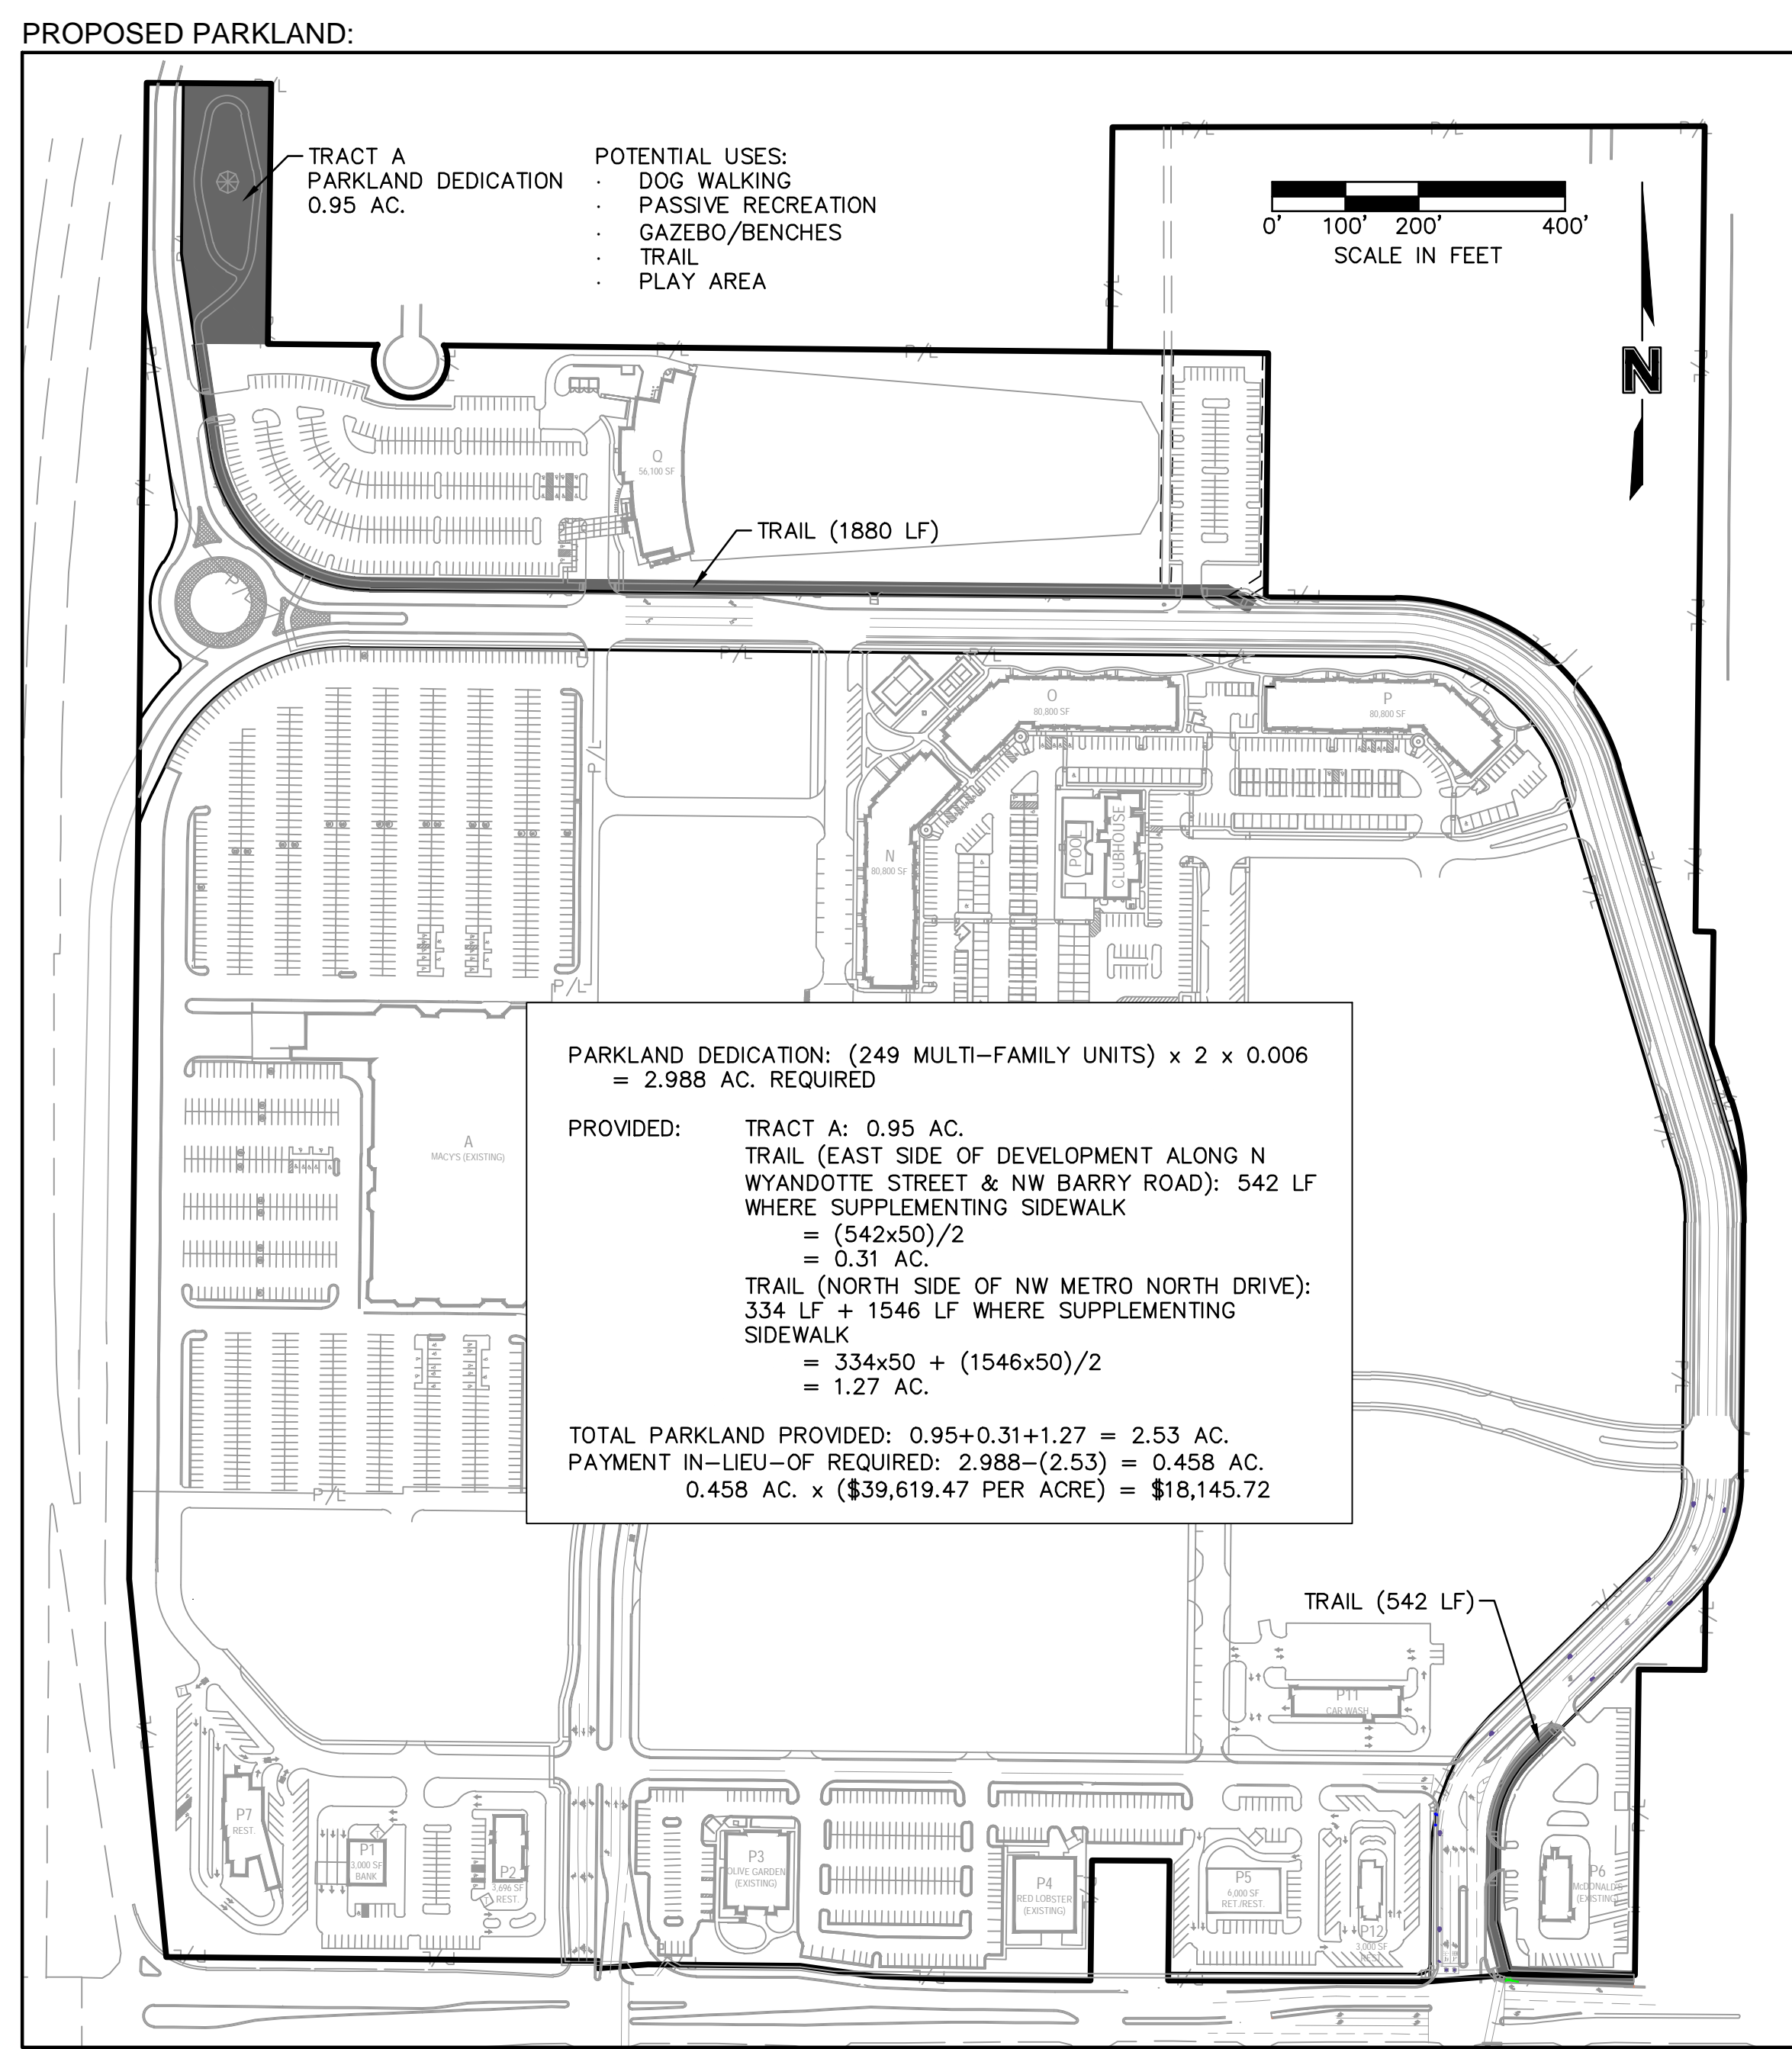 PROPOSED PARKLAND:
P/L
TRACT A
PARKLAND DEDICATION
0.95 AC.
POTENTIAL USES:
· DOG WALKING
· PASSIVE RECREATION
· GAZEBO/BENCHES
· TRAIL
· PLAY AREA
P/L
P/L
P/L
0' 100' 200' 400'
SCALE IN FEET
N
P/L
P/L
P/L
P/L
P/L
Q
56,100 SF
TRAIL (1880 LF)
P/L
P/L
P/L
O
80,800 SF
P
80,800 SF
P/L
N
80,800 SF
POOL
CLUBHOUSE
P/L
A
MACY'S (EXISTING)
PARKLAND DEDICATION: (249 MULTI-FAMILY UNITS) x 2 x 0.006
= 2.988 AC. REQUIRED
PROVIDED: TRACT A: 0.95 AC.
TRAIL (EAST SIDE OF DEVELOPMENT ALONG N
WYANDOTTE STREET & NW BARRY ROAD): 542 LF
WHERE SUPPLEMENTING SIDEWALK
= (542x50)/2
= 0.31 AC.
TRAIL (NORTH SIDE OF NW METRO NORTH DRIVE):
334 LF + 1546 LF WHERE SUPPLEMENTING
SIDEWALK
= 334x50 + (1546x50)/2
= 1.27 AC.
TOTAL PARKLAND PROVIDED: 0.95+0.31+1.27 = 2.53 AC.
PAYMENT IN-LIEU-OF REQUIRED: 2.988-(2.53) = 0.458 AC.
0.458 AC. x ($39,619.47 PER ACRE) = $18,145.72
P/L
TRAIL (542 LF)
P11
CAR WASH
P7
REST.
P1
3,000 SF
BANK
P2
3,696 SF
REST.
P3
OLIVE GARDEN
(EXISTING)
P4
RED LOBSTER
(EXISTING)
P5
6,000 SF
RET./REST.
P12
3,000 SF
P6
McDONALD'S
(EXISTING)
P/L
P/L
P/L